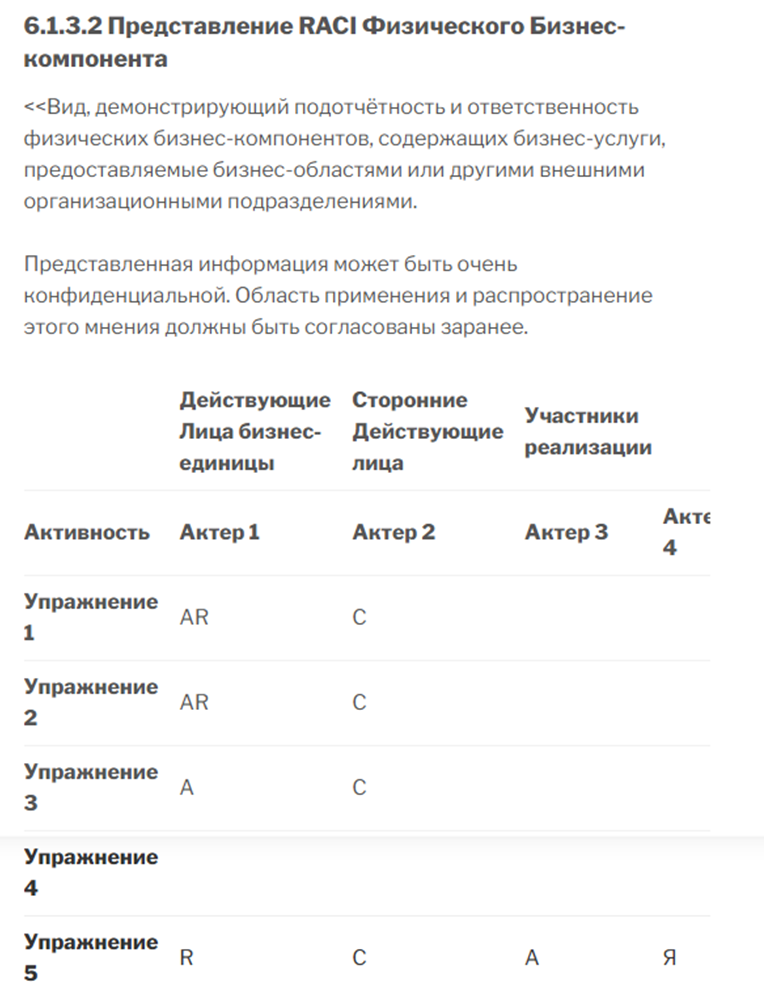 6.1.3.2 Представление RACI Физического Бизнес-
компонента
<<Вид, демонстрирующий подотчётность и ответственность
физических бизнес-компонентов, содержащих бизнес-услуги,
предоставляемые бизнес-областями или другими внешними
организационными подразделениями.
Представленная информация может быть очень
конфиденциальной. Область применения и распространение
этого мнения должны быть согласованы заранее.
Действующие
Лица бизнес-
единицы
Сторонние
Действующие
лица
Участники
реализации
Активность
Актер 1
Актер 2
Актер 3
Акте
4
Упражнение
1
AR
C
Упражнение
2
AR
C
Упражнение
3
A
C
Упражнение
4
Упражнение
5
R
C
A
Я